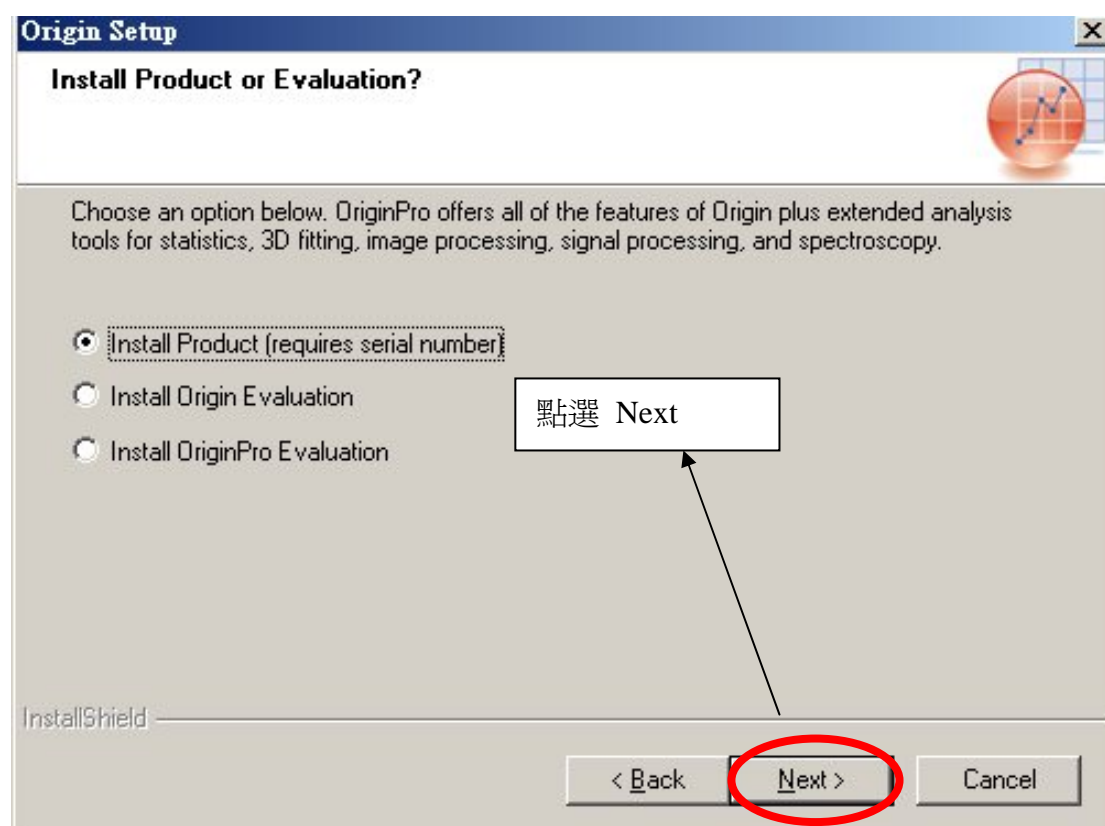 Origin Setup
Install Product or Evaluation?
Choose an option below. OriginPro offers all of the features of Origin plus extended analysis
tools for statistics, 3D fitting, image processing, signal processing, and spectroscopy.
Install Product (requires serial number)
Install Origin Evaluation
點選 Next
Install OriginPro Evaluation
InstallShield
< Back
Next >
Cancel